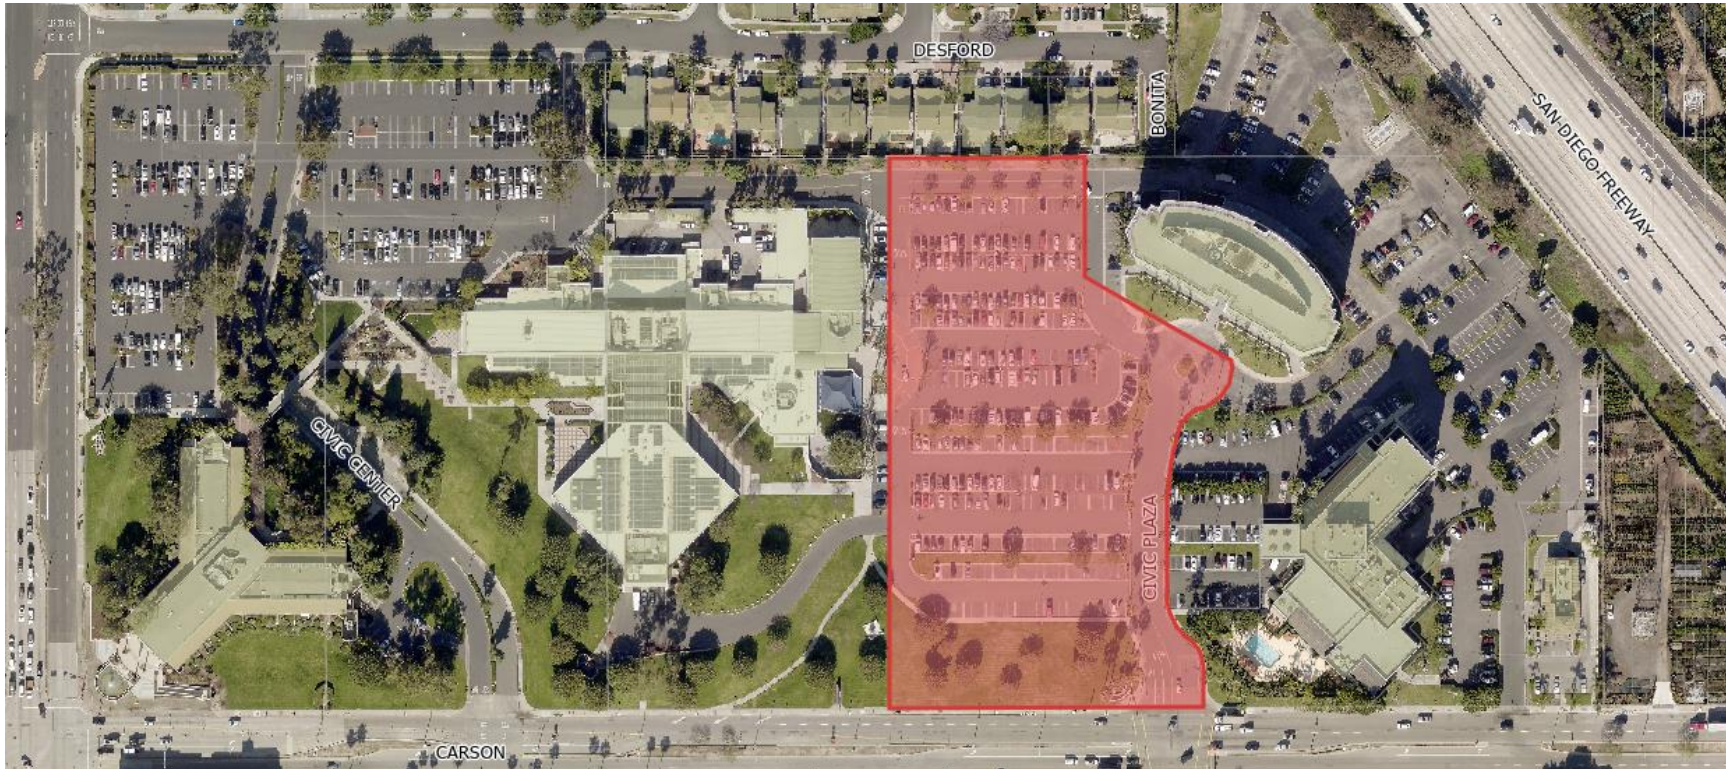 DESFORD
BONITA
SAN-DIEGO-FREEWAY
CIVIC CENTER
CIVIC PLAZA
CARSON